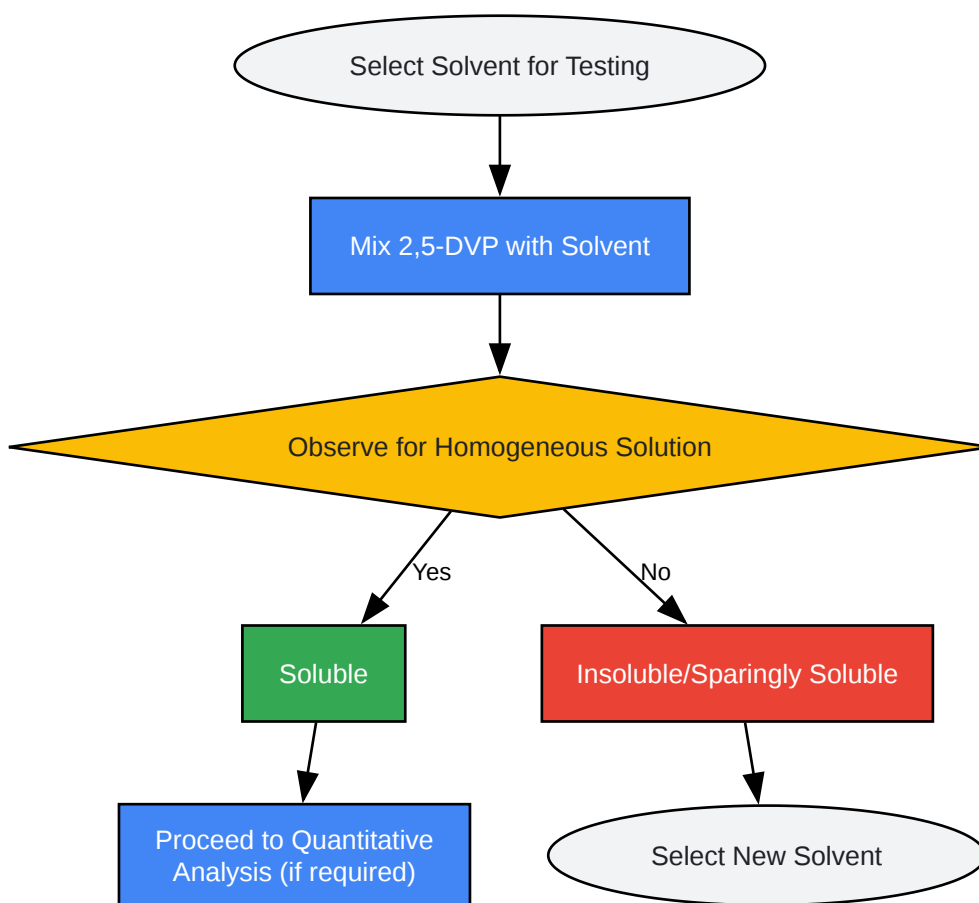 Select Solvent for Testing
Mix 2,5-DVP with Solvent
Observe for Homogeneous Solution
Yes
No
Soluble
Insoluble/Sparingly Soluble
Proceed to Quantitative
Analysis (if required)
Select New Solvent